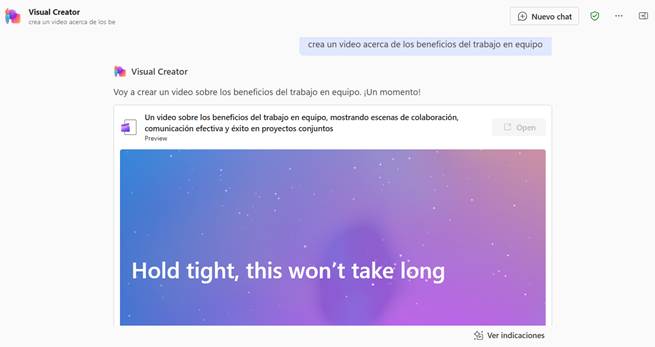 Visual Creator
crea un video acerca de los be
Nuevo chat
crea un video acerca de los beneficios del trabajo en equipo
Visual Creator
Voy a crear un video sobre los beneficios del trabajo en equipo. ¡Un momento!
Un video sobre los beneficios del trabajo en equipo, mostrando escenas de colaboración,
comunicación efectiva y éxito en proyectos conjuntos
Preview
Open
Hold tight, this won't take long
Ver indicaciones